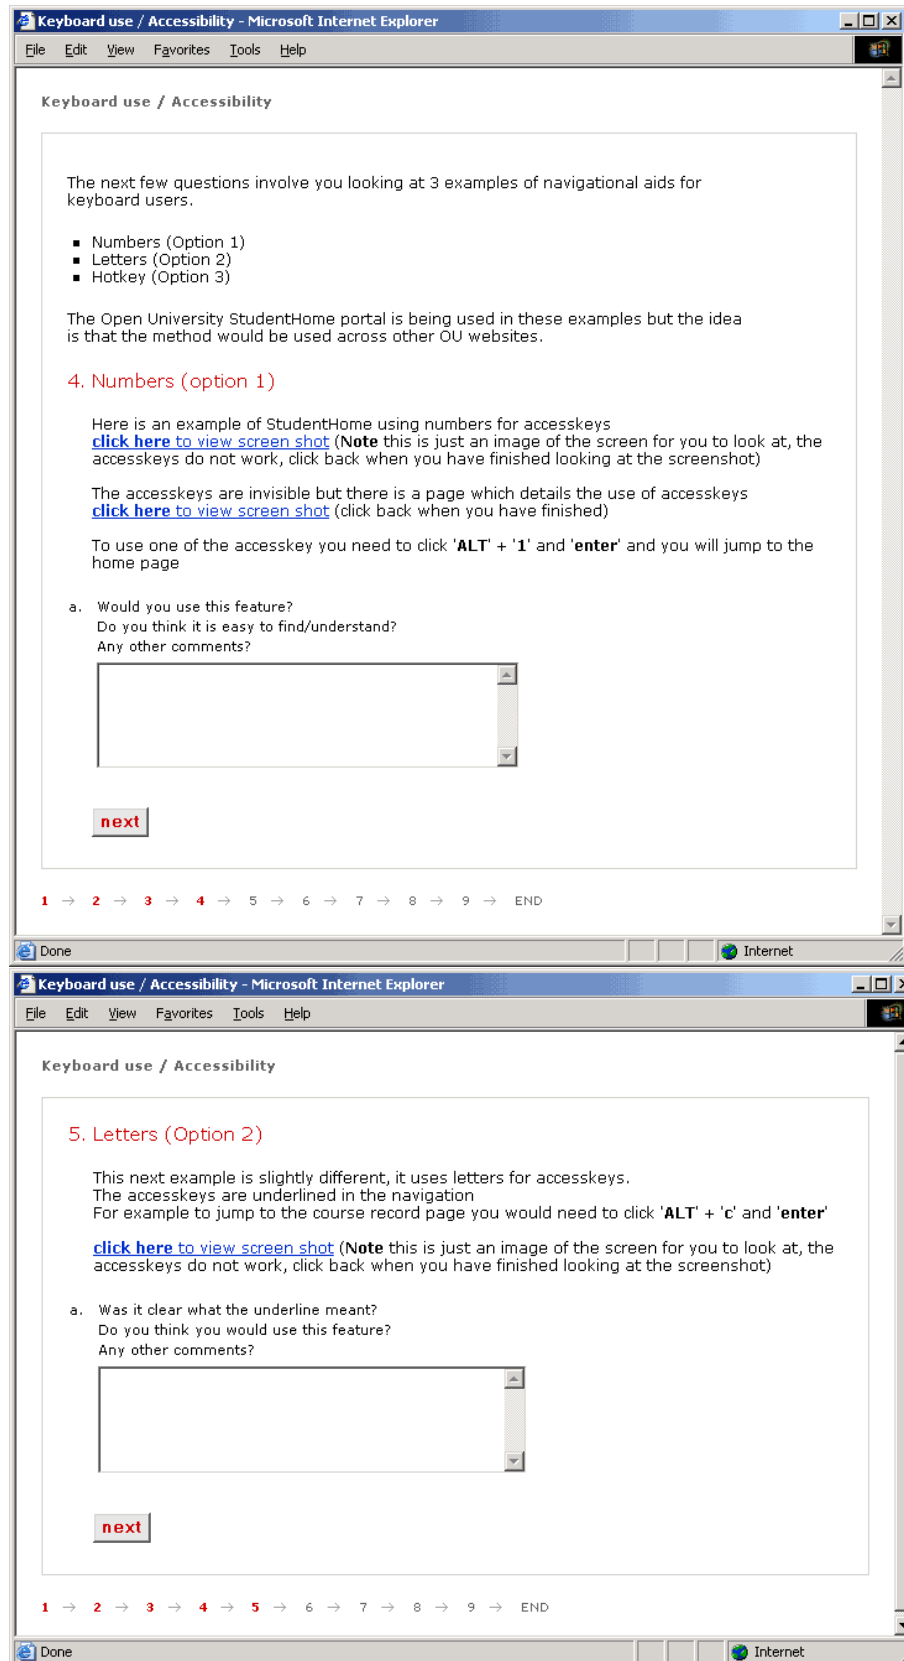 Keyboard use / Accessibility - Microsoft Internet Explorer
File Edit View Favorites Tools Help
Keyboard use / Accessibility
The next few questions involve you looking at 3 examples of navigational aids for
keyboard users.
Numbers (Option 1)
Letters (Option 2)
Hotkey (Option 3)
The Open University StudentHome portal is being used in these examples but the idea
is that the method would be used across other OU websites.
4. Numbers (option 1)
Here is an example of StudentHome using numbers for accesskeys
click here to view screen shot (Note this is just an image of the screen for you to look at, the
accesskeys do not work, click back when you have finished looking at the screenshot)
The accesskeys are invisible but there is a page which details the use of accesskeys
click here to view screen shot (click back when you have finished)
To use one of the accesskey you need to click 'ALT' + '1' and 'enter' and you will jump to the
home page
a. Would you use this feature?
Do you think it is easy to find/understand?
Any other comments?
next
1 → 2 → 3 → 4 → 5 → 6 → 7 → 8 → 9 → END
Done Internet
Keyboard use / Accessibility - Microsoft Internet Explorer
File Edit View Favorites Tools Help
Keyboard use / Accessibility
5. Letters (Option 2)
This next example is slightly different, it uses letters for accesskeys.
The accesskeys are underlined in the navigation
For example to jump to the course record page you would need to click 'ALT' + 'c' and 'enter'
click here to view screen shot (Note this is just an image of the screen for you to look at, the
accesskeys do not work, click back when you have finished looking at the screenshot)
a. Was it clear what the underline meant?
Do you think you would use this feature?
Any other comments?
next
1 → 2 → 3 → 4 → 5 → 6 → 7 → 8 → 9 → END
Done Internet